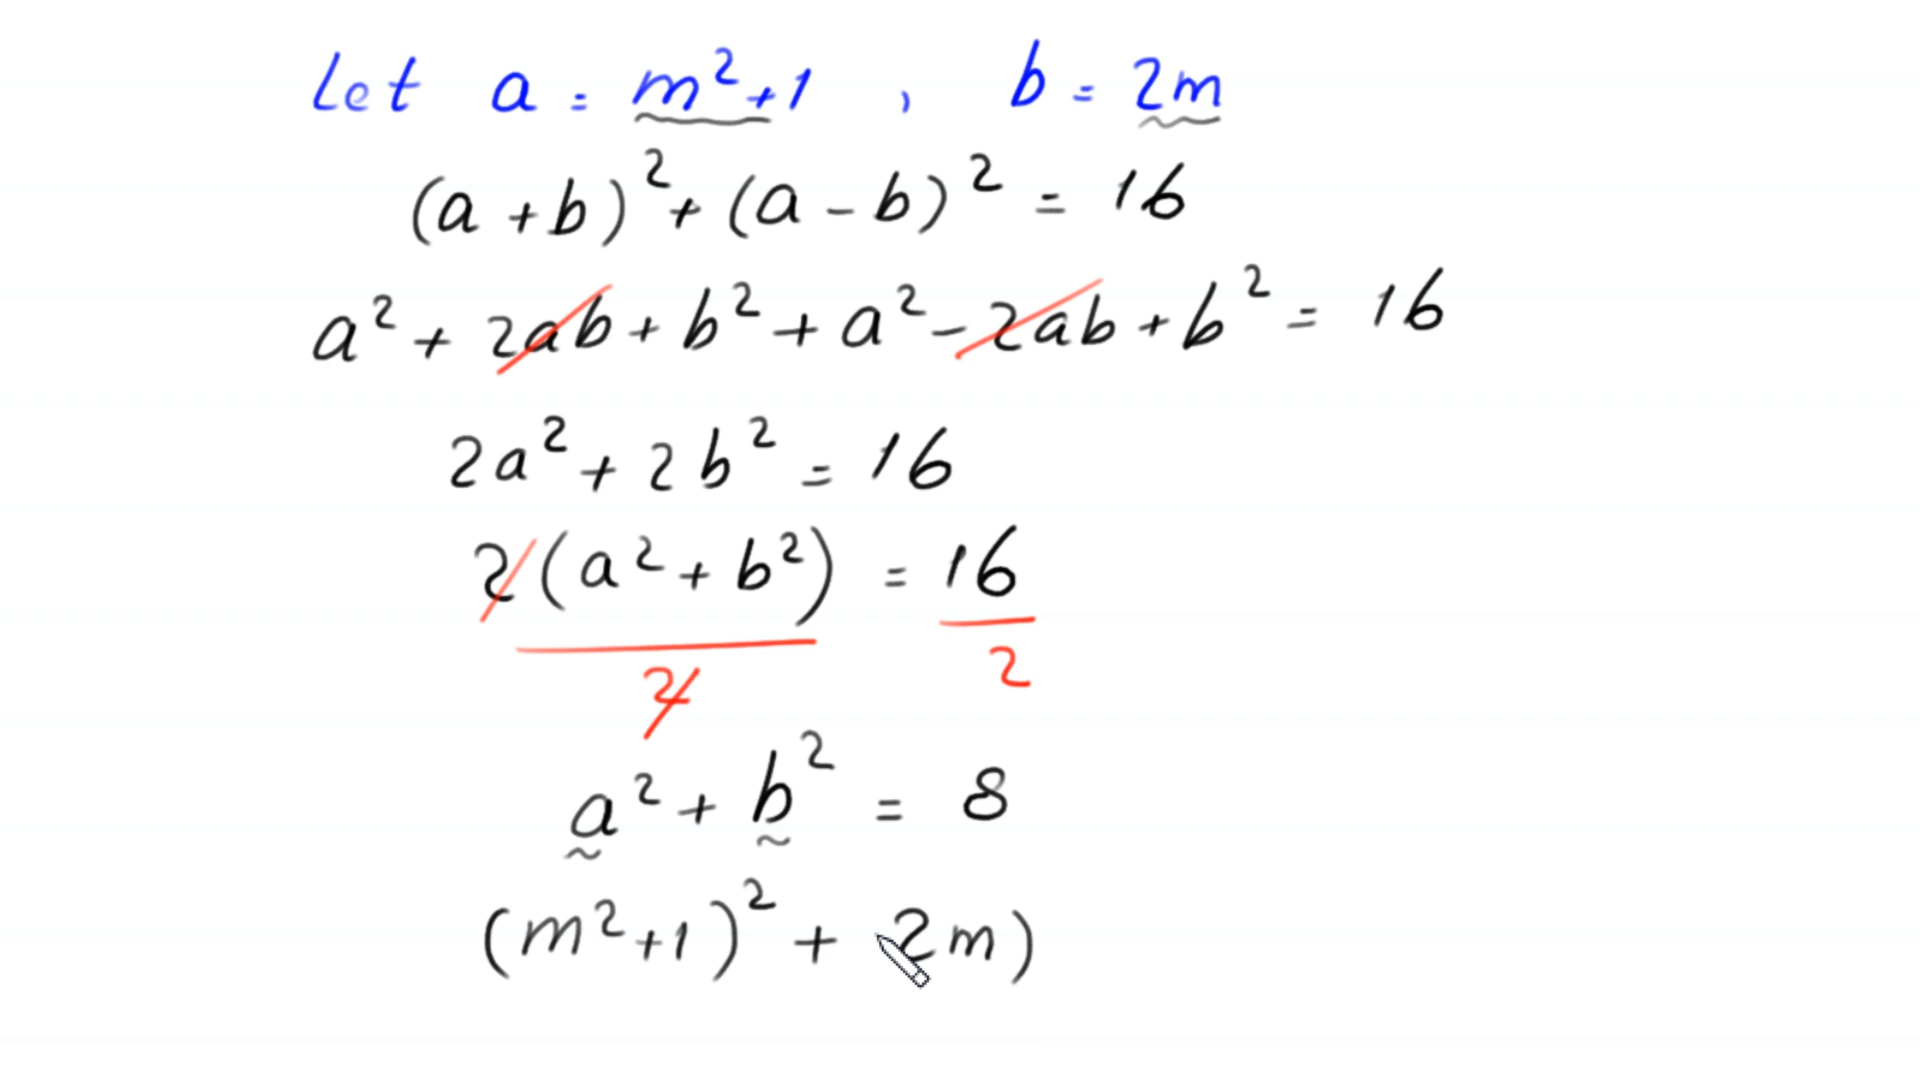 Let a = m²+1 , b = 2m
(a + b)² + (a - b)² = 16
a² + 2ab + b² + a² - 2ab + b² = 16
2a² + 2b² = 16
2(a² + b²) = 16
2 2
a² + b² = 8
(m²+1)² + 2m)